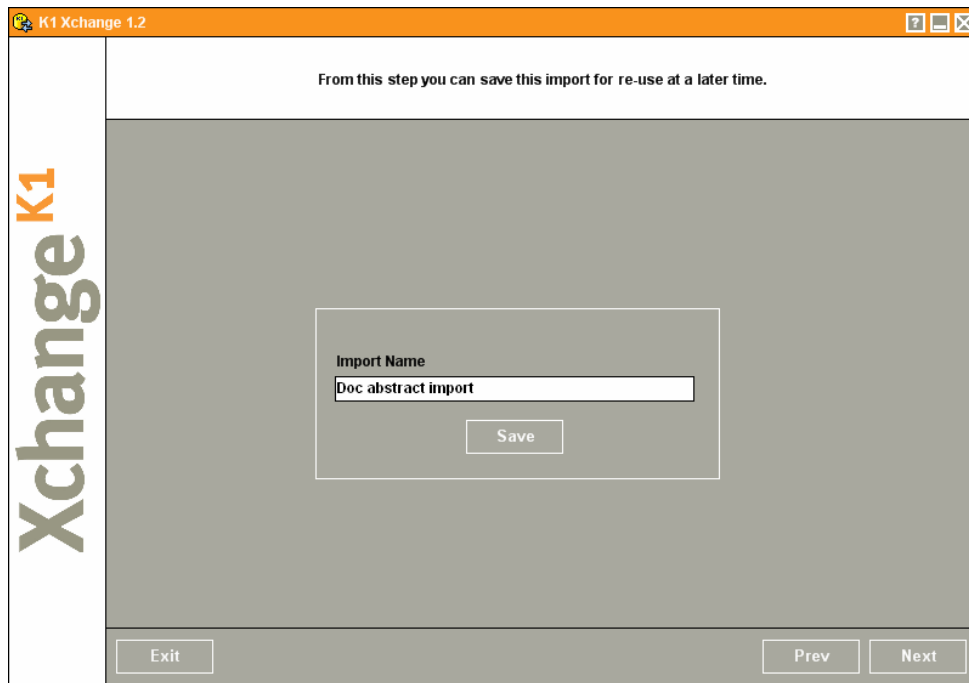 K1 Xchange 1.2
?
From this step you can save this import for re-use at a later time.
Xchange K1
Import Name
Doc abstract import
Save
Exit
Prev
Next